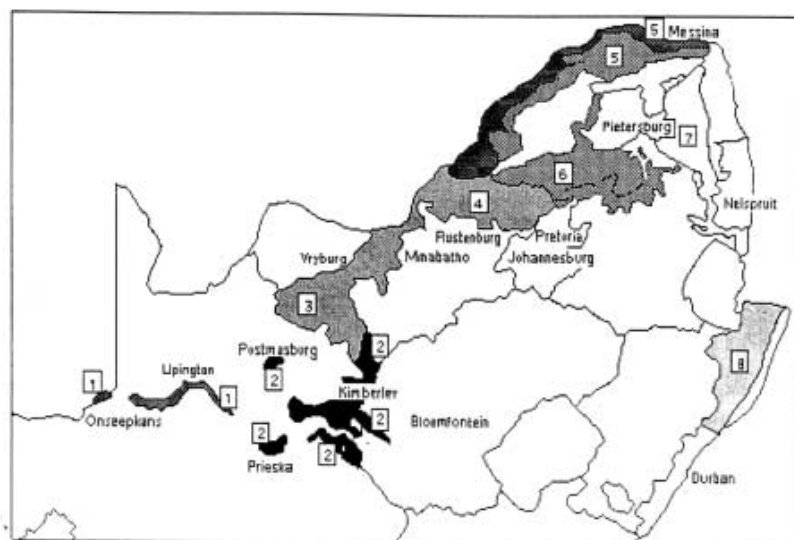 5 Messina
5
Pietersburg 7
6
4
Nelspruit
Rustenburg Pretoria
Vryburg Mmabatho Johannesburg
3
Postmasburg 2
8
1 Upington 2
1 Kimberley
Onseepkans 2 Bloemfontein
2
Prieska 2
Durban